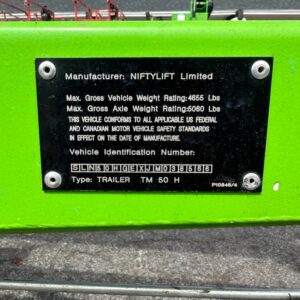 Manufacturer: NIFTYLIFT Limited
Max. Gross Vehicle Weight Rating:4655 Lbs
Max. Gross Axle Weight Rating:5060 Lbs
THIS VEHICLE CONFORMS TO ALL APPLICABLE US FEDERAL
AND CANADIAN MOTOR VEHICLE SAFETY STANDARDS
IN EFFECT ON THE DATE OF MANUFACTURE.
Vehicle Identification Number:
Type: TRAILER TM 50 H
P10845/4